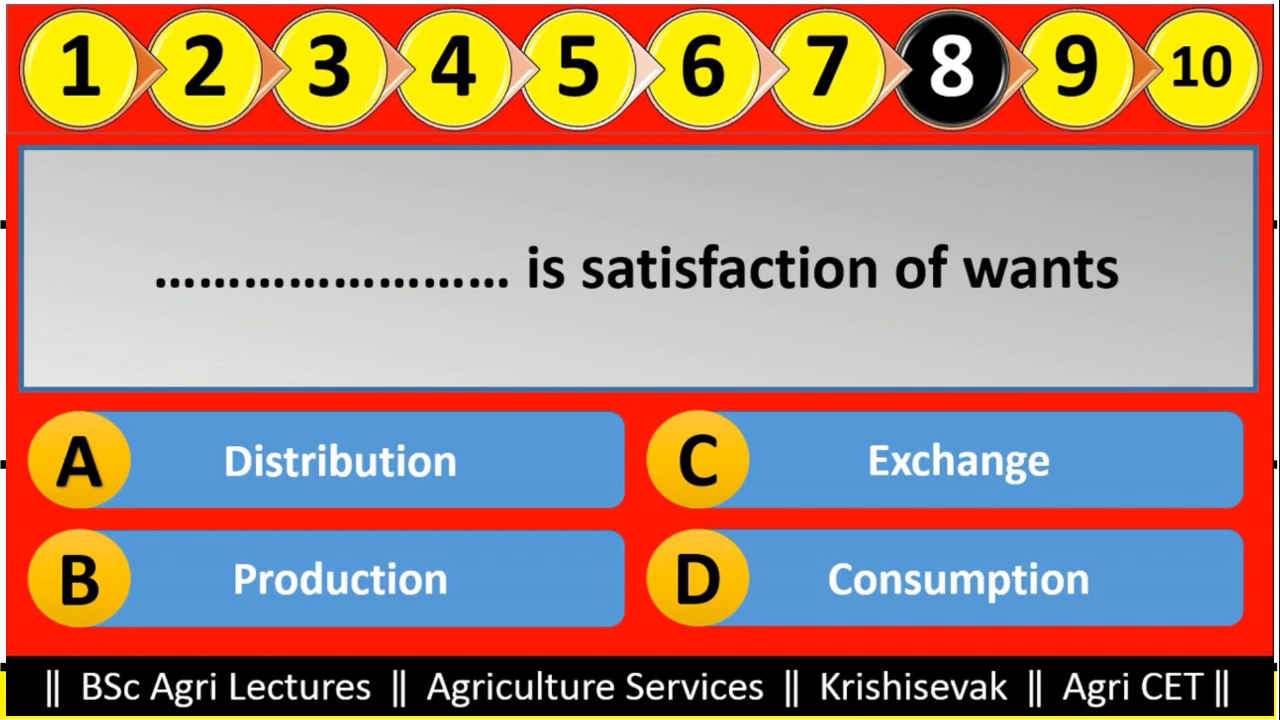 1 2 3 4 5 6 7 8 9 10
........................ is satisfaction of wants
A Distribution
C Exchange
B Production
D Consumption
|| BSc Agri Lectures || Agriculture Services || Krishisevak || Agri CET ||